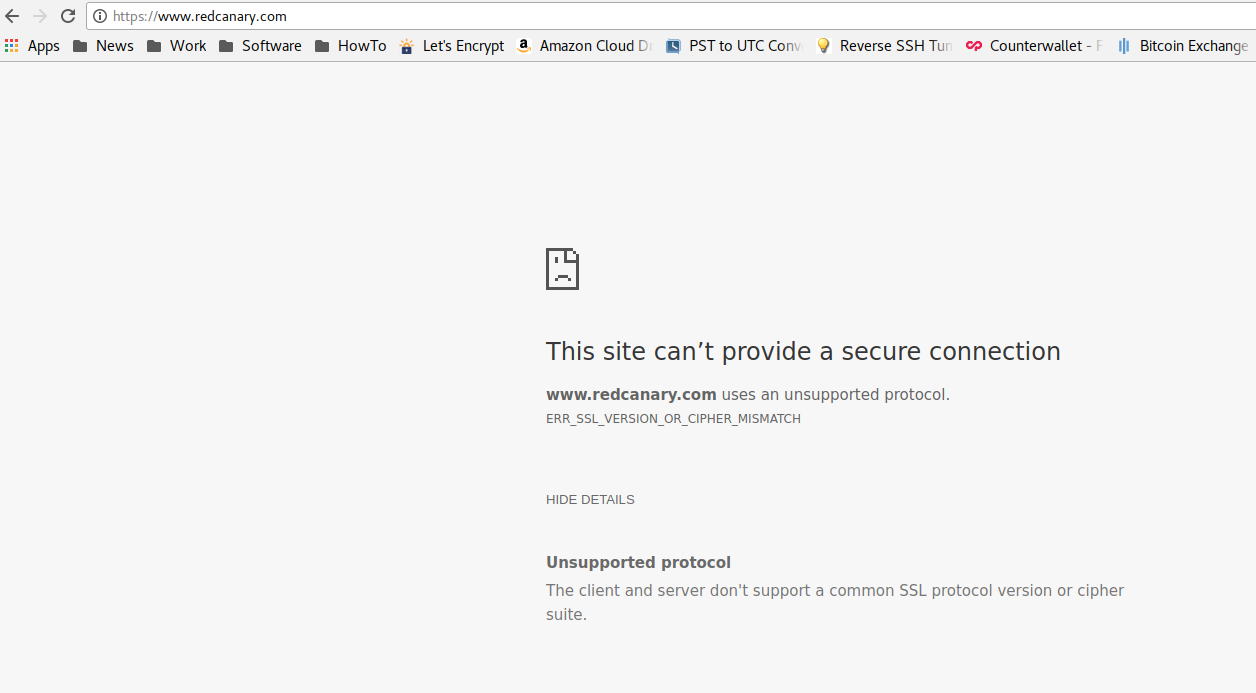 https://www.redcanary.com
Apps News Work Software HowTo Let's Encrypt Amazon Cloud PST to UTC Conv Reverse SSH Tun Counterwallet - Bitcoin Exchange
This site can’t provide a secure connection
www.redcanary.com uses an unsupported protocol.
ERR_SSL_VERSION_OR_CIPHER_MISMATCH
HIDE DETAILS
Unsupported protocol
The client and server don't support a common SSL protocol version or cipher
suite.